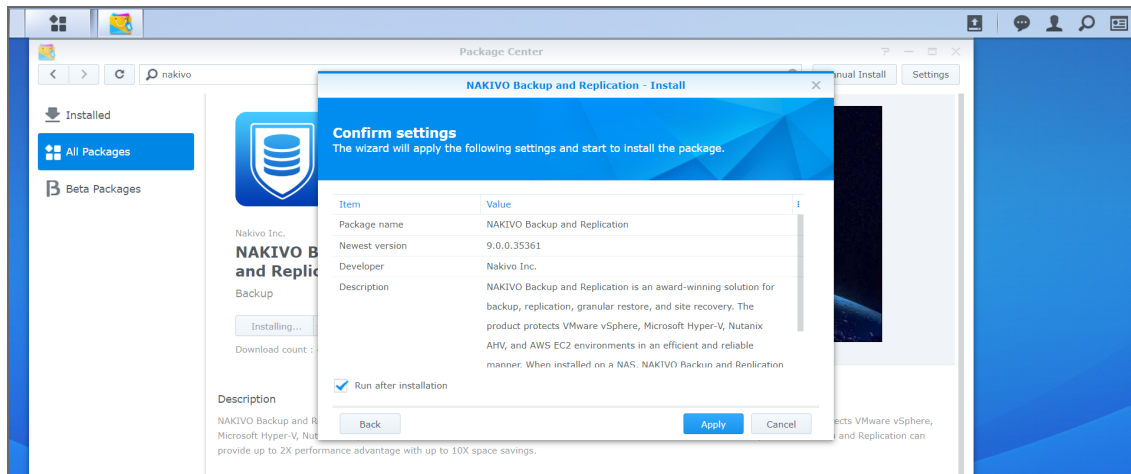 Package Center
nakivo
Manual Install
Settings
Installed
All Packages
Beta Packages
Nakivo Inc.
NAKIVO B
and Replic
Backup
Installing...
Download count :
Description
NAKIVO Backup and R
ects VMware vSphere,
Microsoft Hyper-V, Nut
and Replication can
provide up to 2X performance advantage with up to 10X space savings.
NAKIVO Backup and Replication - Install
Confirm settings
The wizard will apply the following settings and start to install the package.
Item Value
Package name NAKIVO Backup and Replication
Newest version 9.0.0.35361
Developer Nakivo Inc.
Description NAKIVO Backup and Replication is an award-winning solution for
backup, replication, granular restore, and site recovery. The
product protects VMware vSphere, Microsoft Hyper-V, Nutanix
AHV, and AWS EC2 environments in an efficient and reliable
manner. When installed on a NAS, NAKIVO Backup and Replication
Run after installation
Back Apply Cancel